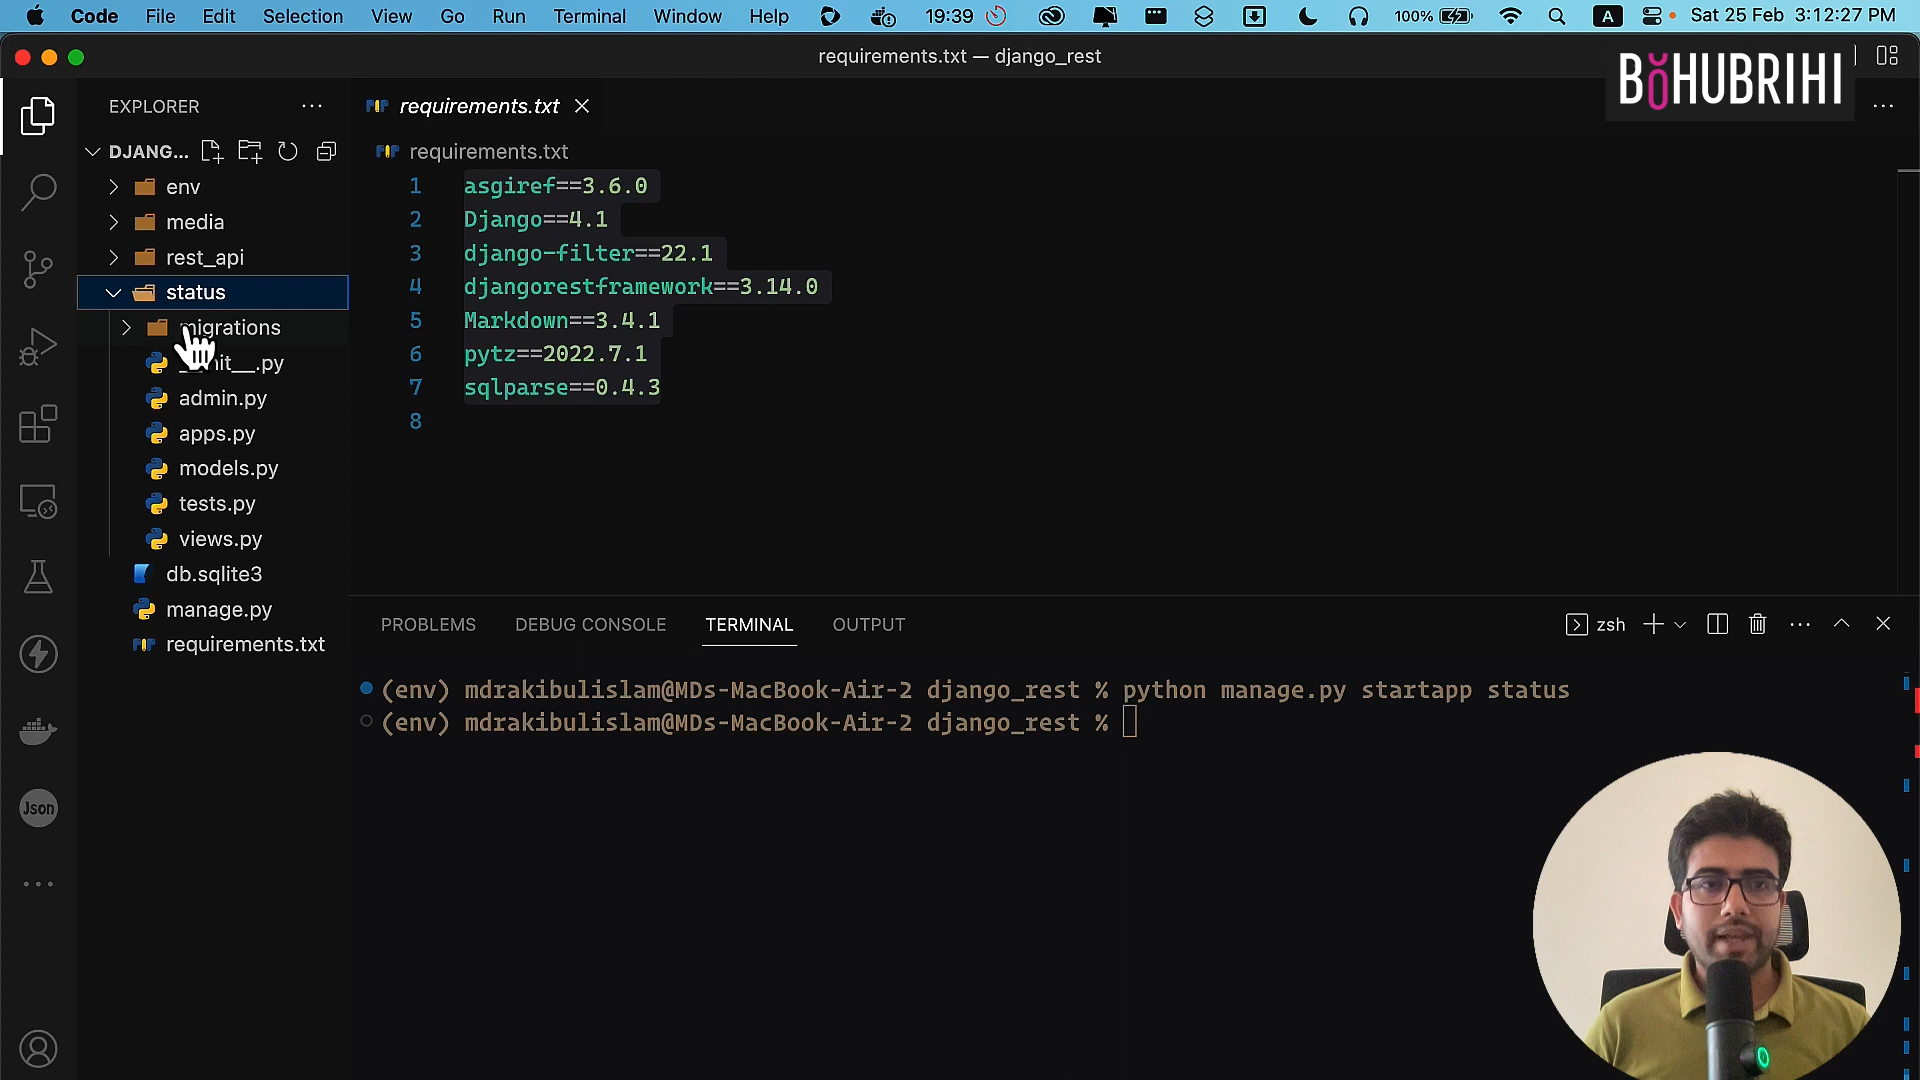 Code File Edit Selection View Go Run Terminal Window Help 19:39 100% A Sat 25 Feb 3:12:27 PM
requirements.txt — django_rest
BOHUBRIHI
EXPLORER
requirements.txt
DJANG...
requirements.txt
env
media
rest_api
status
migrations
admin.py
apps.py
models.py
tests.py
views.py
db.sqlite3
manage.py
requirements.txt
1 asgiref==3.6.0
2 Django==4.1
3 django-filter==22.1
4 djangorestframework==3.14.0
5 Markdown==3.4.1
6 pytz==2022.7.1
7 sqlparse==0.4.3
8
Json
PROBLEMS DEBUG CONSOLE TERMINAL OUTPUT
zsh
(env) mdrakibulislam@MDs-MacBook-Air-2 django_rest % python manage.py startapp status
(env) mdrakibulislam@MDs-MacBook-Air-2 django_rest %